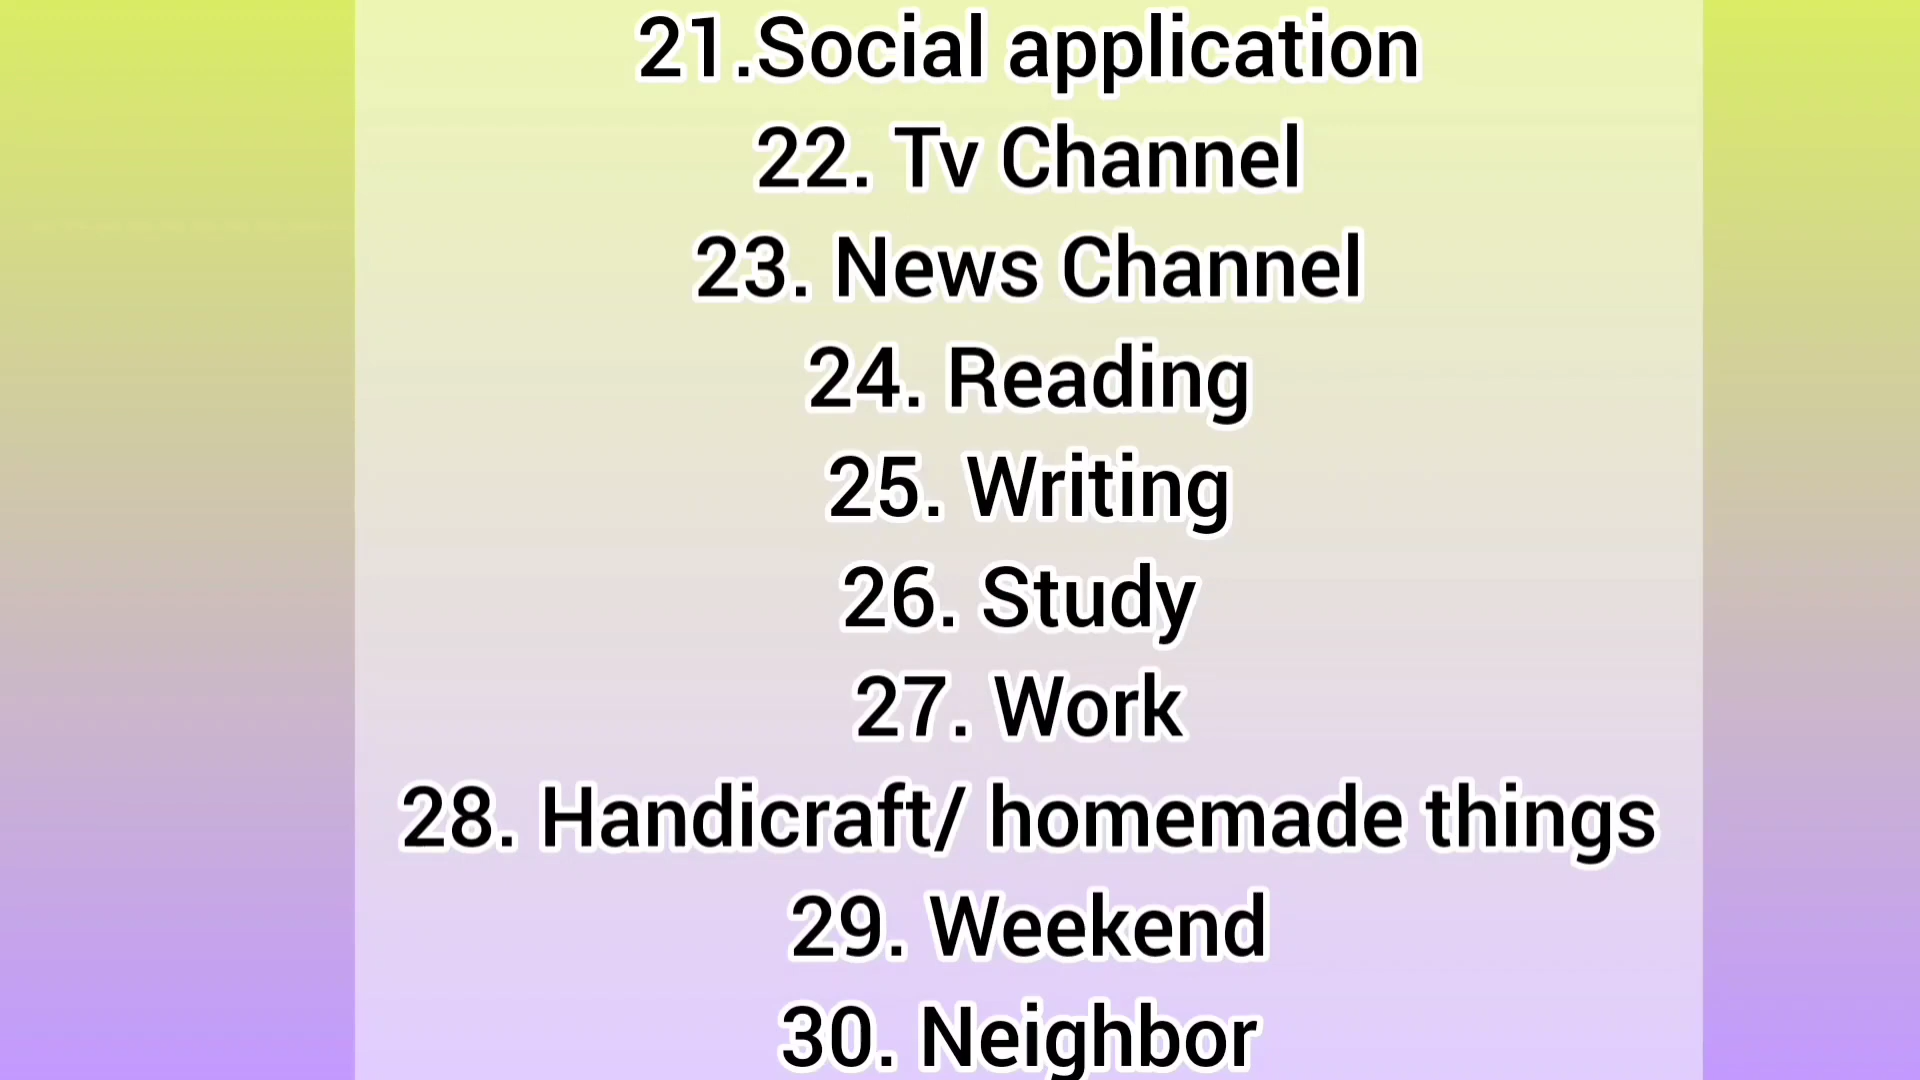 21.Social application
22. Tv Channel
23. News Channel
24. Reading
25. Writing
26. Study
27. Work
28. Handicraft/ homemade things
29. Weekend
30. Neighbor